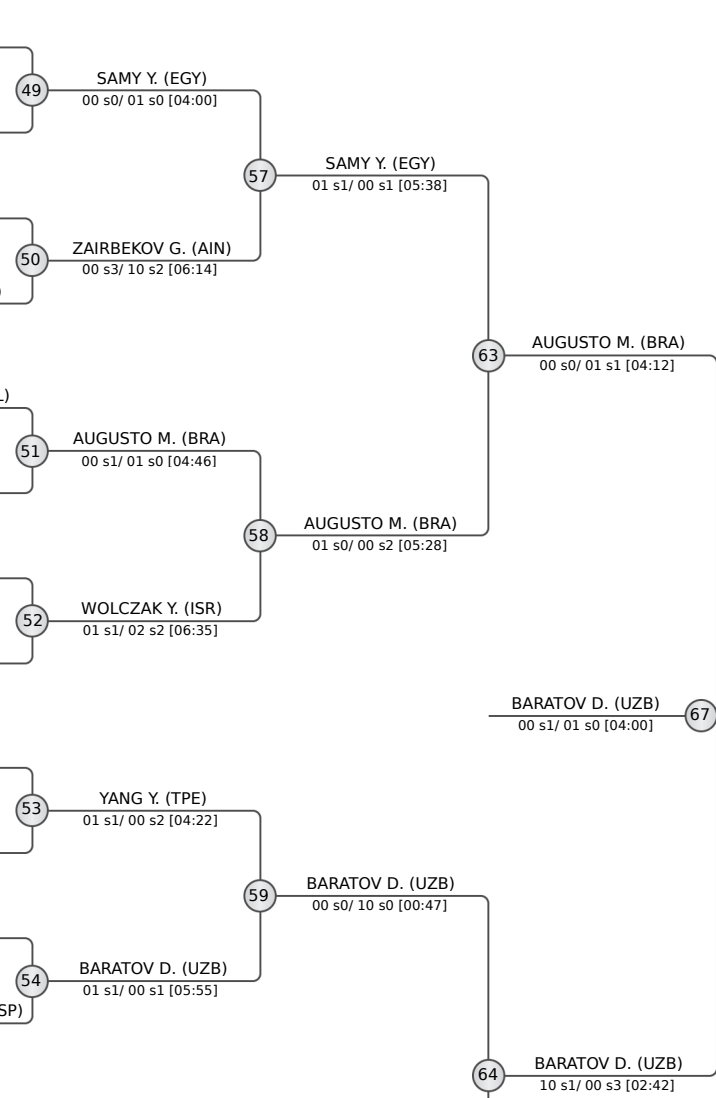 49
SAMY Y. (EGY)
00 s0/ 01 s0 [04:00]
57
SAMY Y. (EGY)
01 s1/ 00 s1 [05:38]
50
ZAIRBEKOV G. (AIN)
00 s3/ 10 s2 [06:14]
)
63
AUGUSTO M. (BRA)
00 s0/ 01 s1 [04:12]
51
AUGUSTO M. (BRA)
00 s1/ 01 s0 [04:46]
58
AUGUSTO M. (BRA)
01 s0/ 00 s2 [05:28]
52
WOLCZAK Y. (ISR)
01 s1/ 02 s2 [06:35]
BARATOV D. (UZB)
00 s1/ 01 s0 [04:00]
67
53
YANG Y. (TPE)
01 s1/ 00 s2 [04:22]
59
BARATOV D. (UZB)
00 s0/ 10 s0 [00:47]
54
BARATOV D. (UZB)
01 s1/ 00 s1 [05:55]
SP)
64
BARATOV D. (UZB)
10 s1/ 00 s3 [02:42]